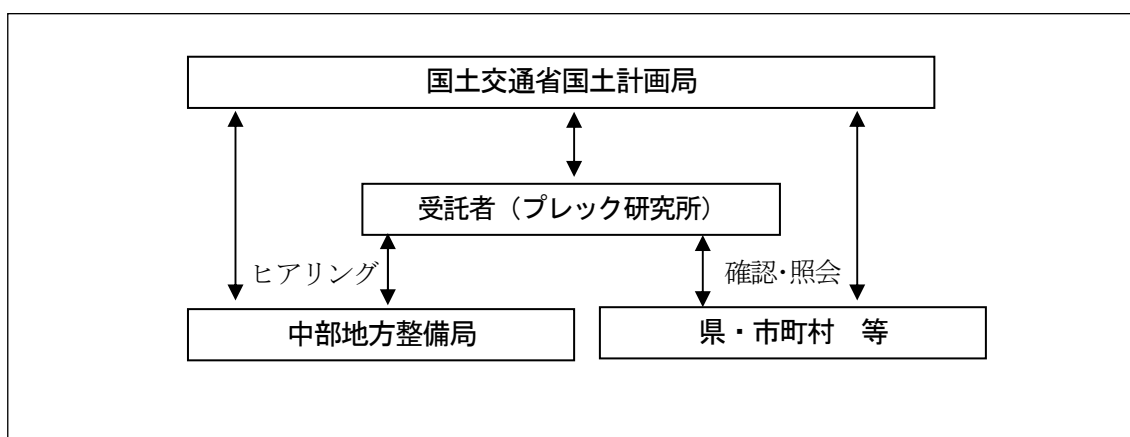 国土交通省国土計画局
受託者（プレック研究所）
ヒアリング
確認・照会
中部地方整備局
県・市町村　等